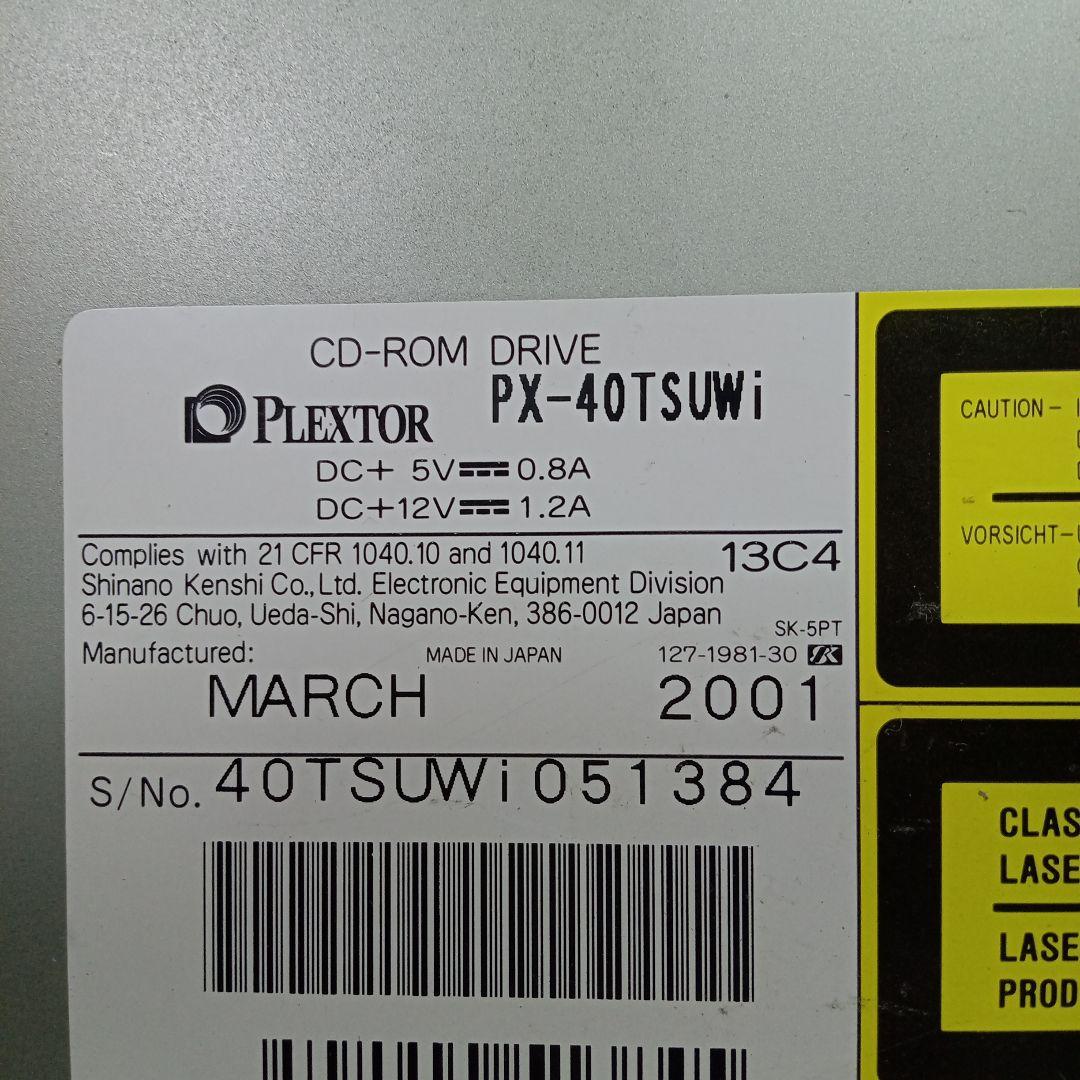 CD-ROM DRIVE
PLEXTOR PX-40TSUWi
DC+ 5V 0.8A
DC+12V 1.2A
Complies with 21 CFR 1040.10 and 1040.11 13C4
Shinano Kenshi Co.,Ltd. Electronic Equipment Division
6-15-26 Chuo, Ueda-Shi, Nagano-Ken, 386-0012 Japan
SK-5PT
Manufactured: MADE IN JAPAN 127-1981-30
MARCH 2001
S/No. 40TSUWi051384
CAUTION-
VORSICHT-
CLAS
LASE
LASE
PROD